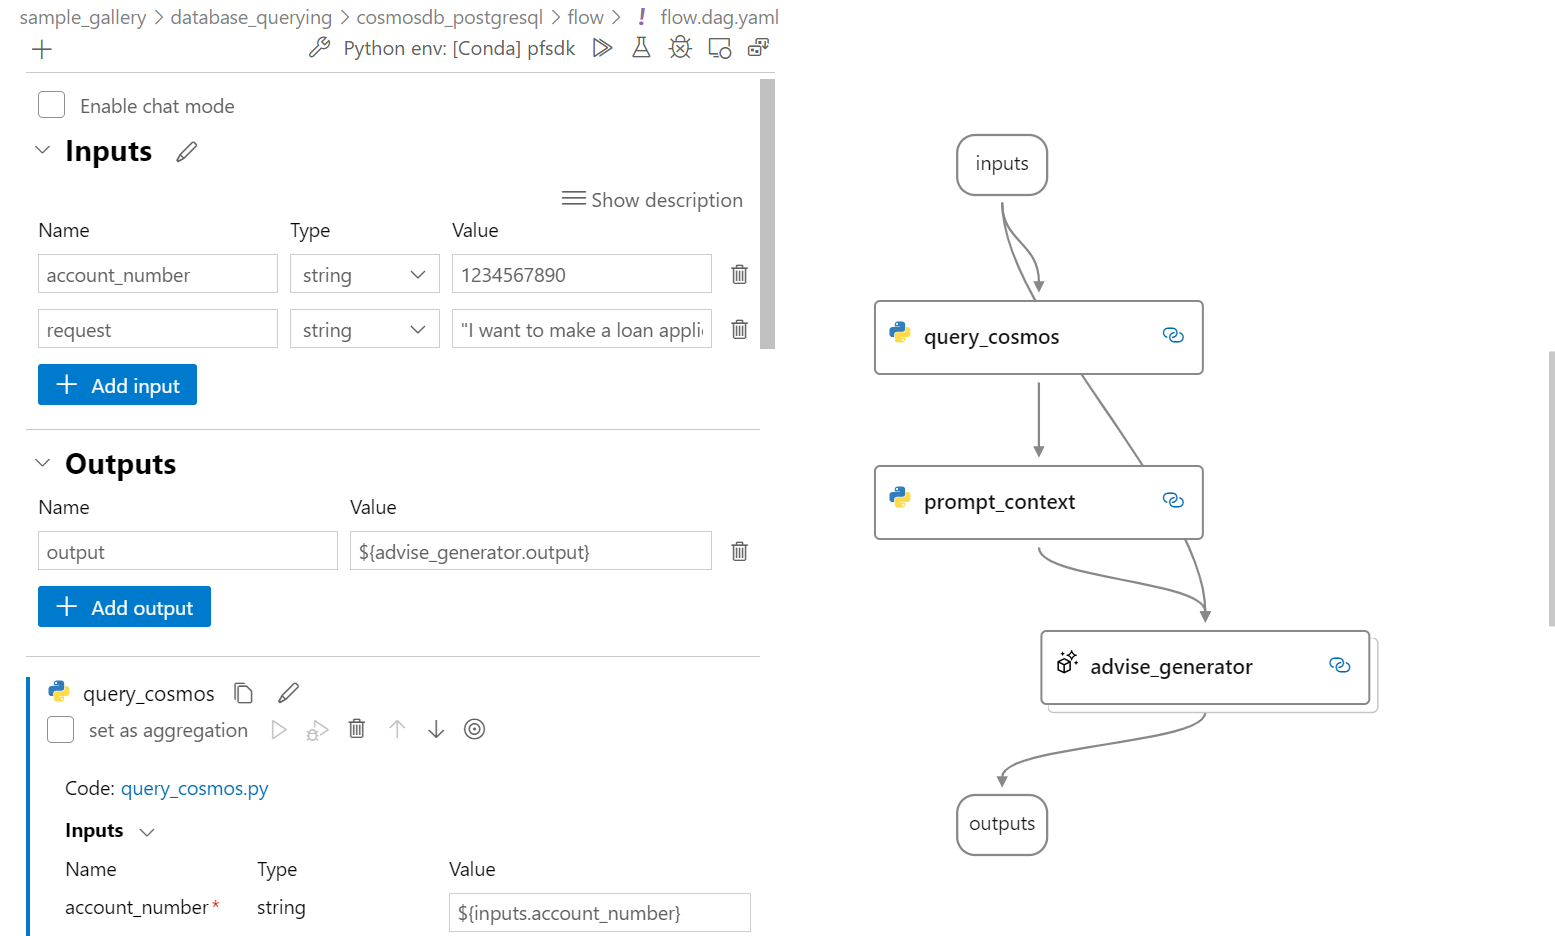 sample_gallery > database_querying > cosmosdb_postgresql > flow > ! flow.dag.yaml
Python env: [Conda] pfsdk
Enable chat mode
Inputs
Show description
Name Type Value
account_number string 1234567890
request string "I want to make a loan appli
+ Add input
Outputs
Name Value
output ${advise_generator.output}
+ Add output
query_cosmos
set as aggregation
Code: query_cosmos.py
Inputs
Name Type Value
account_number* string ${inputs.account_number}
inputs
query_cosmos
prompt_context
advise_generator
outputs